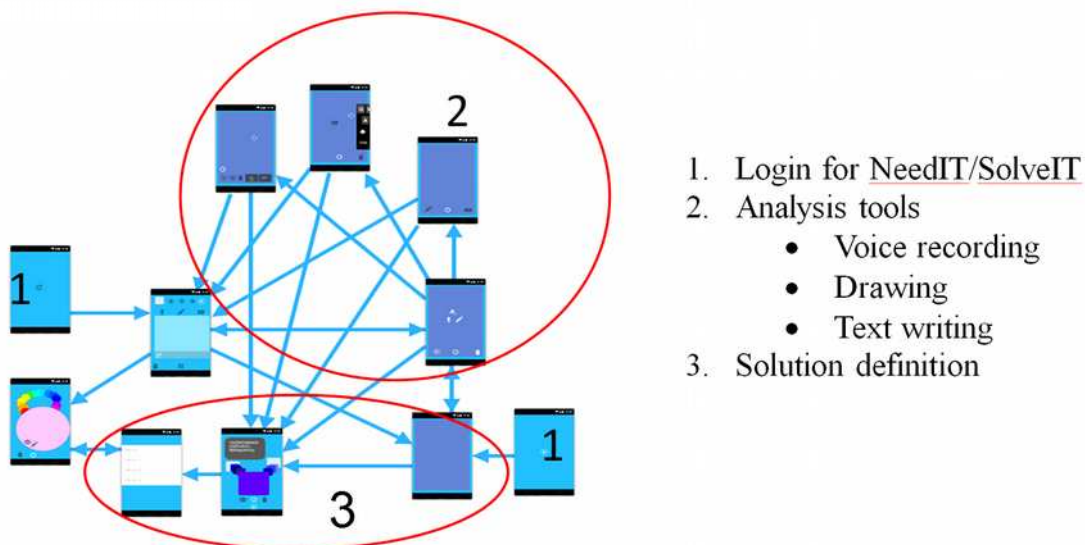 2
1
1
3
1. Login for NeedIT/SolveIT
2. Analysis tools
• Voice recording
• Drawing
• Text writing
3. Solution definition